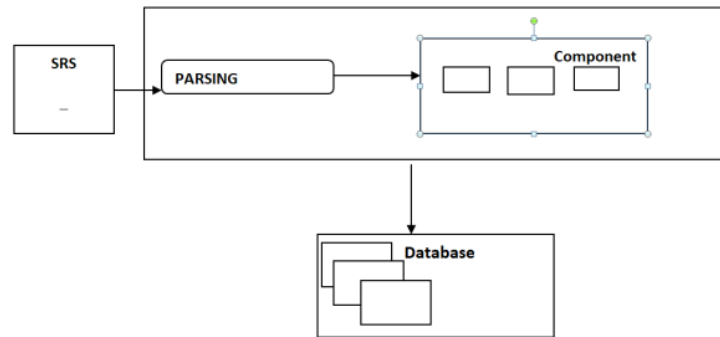 SRS
_
PARSING
Component
Database